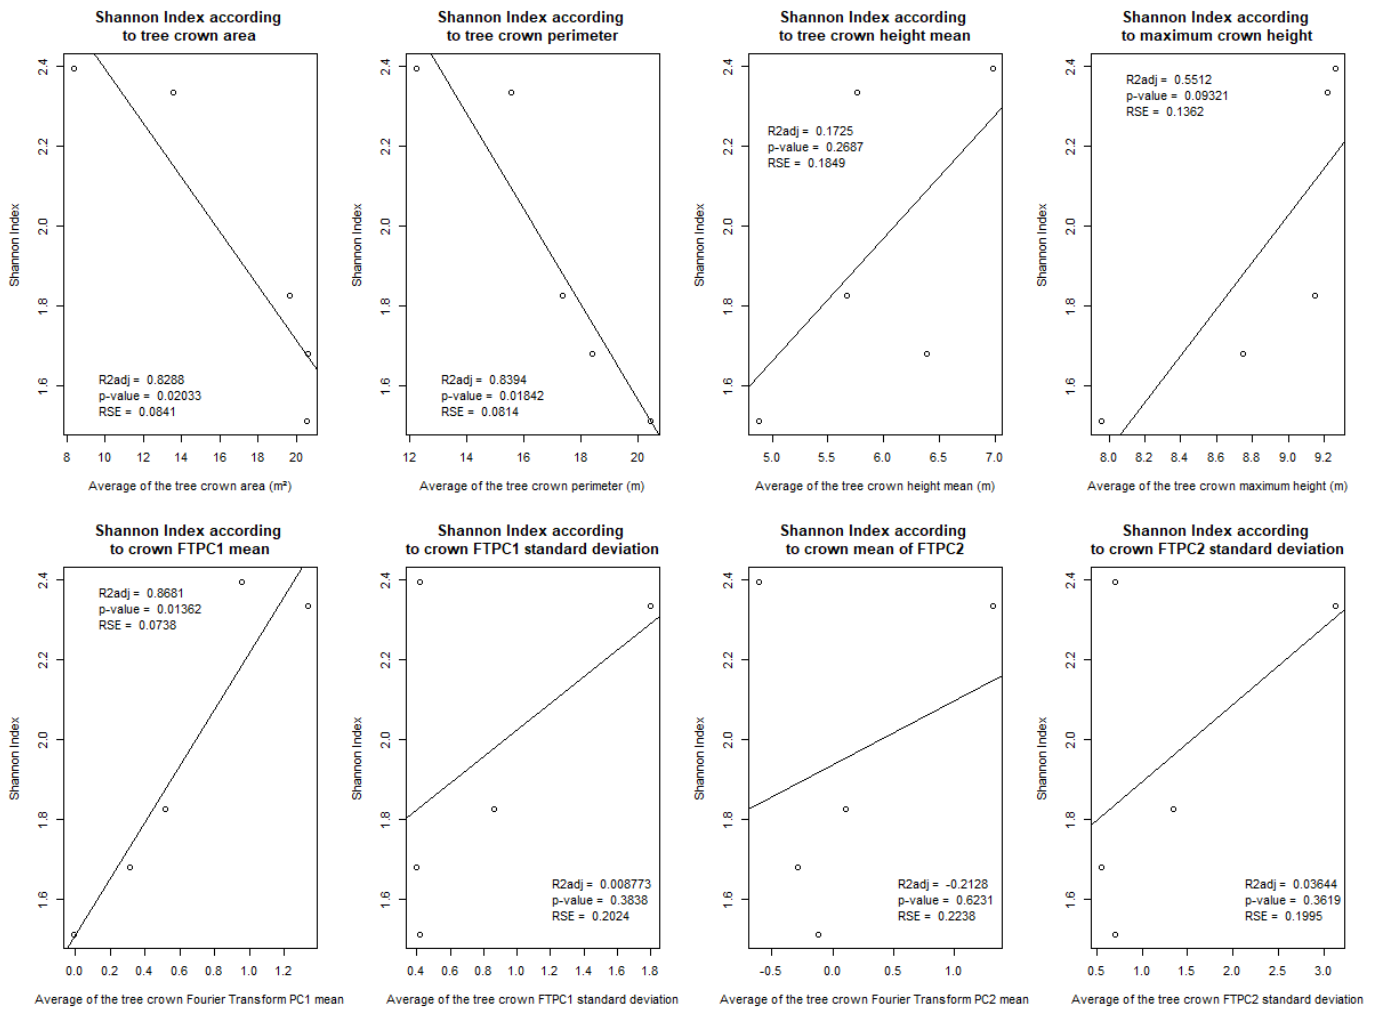 Shannon Index according
to tree crown area
2.4
2.2
2.0
1.8
1.6
Shannon Index
R2adj = 0.8288
p-value = 0.02033
RSE = 0.0841
8 10 12 14 16 18 20
Average of the tree crown area (m²)
Shannon Index according
to tree crown perimeter
2.4
2.2
2.0
1.8
1.6
Shannon Index
R2adj = 0.8394
p-value = 0.01842
RSE = 0.0814
12 14 16 18 20
Average of the tree crown perimeter (m)
Shannon Index according
to tree crown height mean
2.4
2.2
2.0
1.8
1.6
Shannon Index
R2adj = 0.1725
p-value = 0.2687
RSE = 0.1849
5.0 5.5 6.0 6.5 7.0
Average of the tree crown height mean (m)
Shannon Index according
to maximum crown height
2.4
2.2
2.0
1.8
1.6
Shannon Index
R2adj = 0.5512
p-value = 0.09321
RSE = 0.1362
8.0 8.2 8.4 8.6 8.8 9.0 9.2
Average of the tree crown maximum height (m)
Shannon Index according
to crown FTPC1 mean
2.4
2.2
2.0
1.8
1.6
Shannon Index
R2adj = 0.8681
p-value = 0.01362
RSE = 0.0738
0.0 0.2 0.4 0.6 0.8 1.0 1.2
Average of the tree crown Fourier Transform PC1 mean
Shannon Index according
to crown FTPC1 standard deviation
2.4
2.2
2.0
1.8
1.6
Shannon Index
R2adj = 0.008773
p-value = 0.3838
RSE = 0.2024
0.4 0.6 0.8 1.0 1.2 1.4 1.6 1.8
Average of the tree crown FTPC1 standard deviation
Shannon Index according
to crown mean of FTPC2
2.4
2.2
2.0
1.8
1.6
Shannon Index
R2adj = -0.2128
p-value = 0.6231
RSE = 0.2238
-0.5 0.0 0.5 1.0
Average of the tree crown Fourier Transform PC2 mean
Shannon Index according
to crown FTPC2 standard deviation
2.4
2.2
2.0
1.8
1.6
Shannon Index
R2adj = 0.03644
p-value = 0.3619
RSE = 0.1995
0.5 1.0 1.5 2.0 2.5 3.0
Average of the tree crown FTPC2 standard deviation